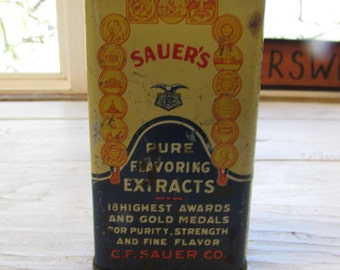 SAUER'S
RSW
PURE
FLAVORING
EXTRACTS
18 HIGHEST AWARDS
AND GOLD MEDALS
FOR PURITY, STRENGTH
AND FINE FLAVOR
C.F. SAUER CO.